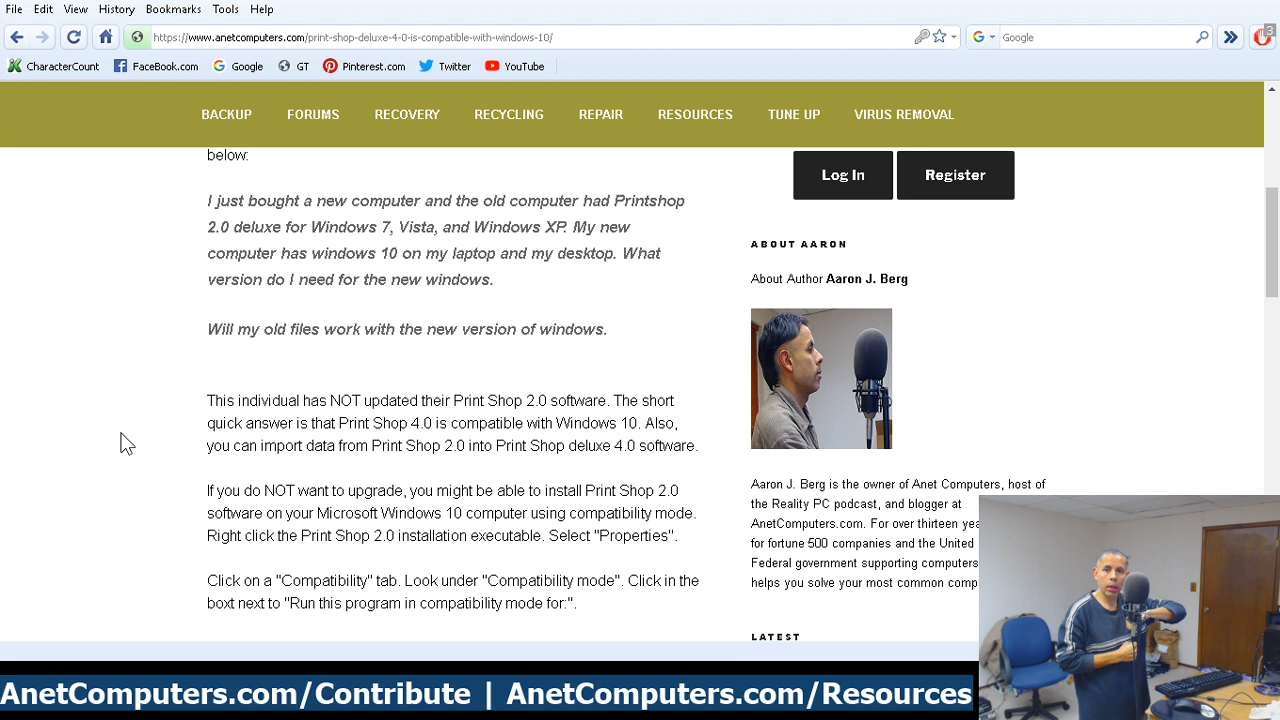 File Edit View History Bookmarks Tools Help
https://www.anetcomputers.com/print-shop-deluxe-4-0-is-compatible-with-windows-10/
Google
3
CharacterCount FaceBook.com Google GT Pinterest.com Twitter YouTube
BACKUP FORUMS RECOVERY RECYCLING REPAIR RESOURCES TUNE UP VIRUS REMOVAL
below:
I just bought a new computer and the old computer had Printshop
2.0 deluxe for Windows 7, Vista, and Windows XP. My new
computer has windows 10 on my laptop and my desktop. What
version do I need for the new windows.
Will my old files work with the new version of windows.
This individual has NOT updated their Print Shop 2.0 software. The short
quick answer is that Print Shop 4.0 is compatible with Windows 10. Also,
you can import data from Print Shop 2.0 into Print Shop deluxe 4.0 software.
If you do NOT want to upgrade, you might be able to install Print Shop 2.0
software on your Microsoft Windows 10 computer using compatibility mode.
Right click the Print Shop 2.0 installation executable. Select "Properties".
Click on a "Compatibility" tab. Look under "Compatibility mode". Click in the
boxt next to "Run this program in compatibility mode for:".
Log In Register
ABOUT AARON
About Author Aaron J. Berg
Aaron J. Berg is the owner of Anet Computers, host of
the Reality PC podcast, and blogger at
AnetComputers.com. For over thirteen
for fortune 500 companies and the United
Federal government supporting computers
helps you solve your most common
LATEST
AnetComputers.com/Contribute | AnetComputers.com/Resources